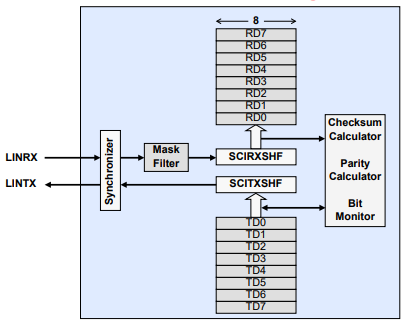 8
RD7
RD6
RD5
RD4
RD3
RD2
RD1
RD0
Checksum
Calculator
Parity
Calculator
Bit
Monitor
LINRX
LINTX
Synchronizer
Mask
Filter
SCIRXSHF
SCITXSHF
TD0
TD1
TD2
TD3
TD4
TD5
TD6
TD7